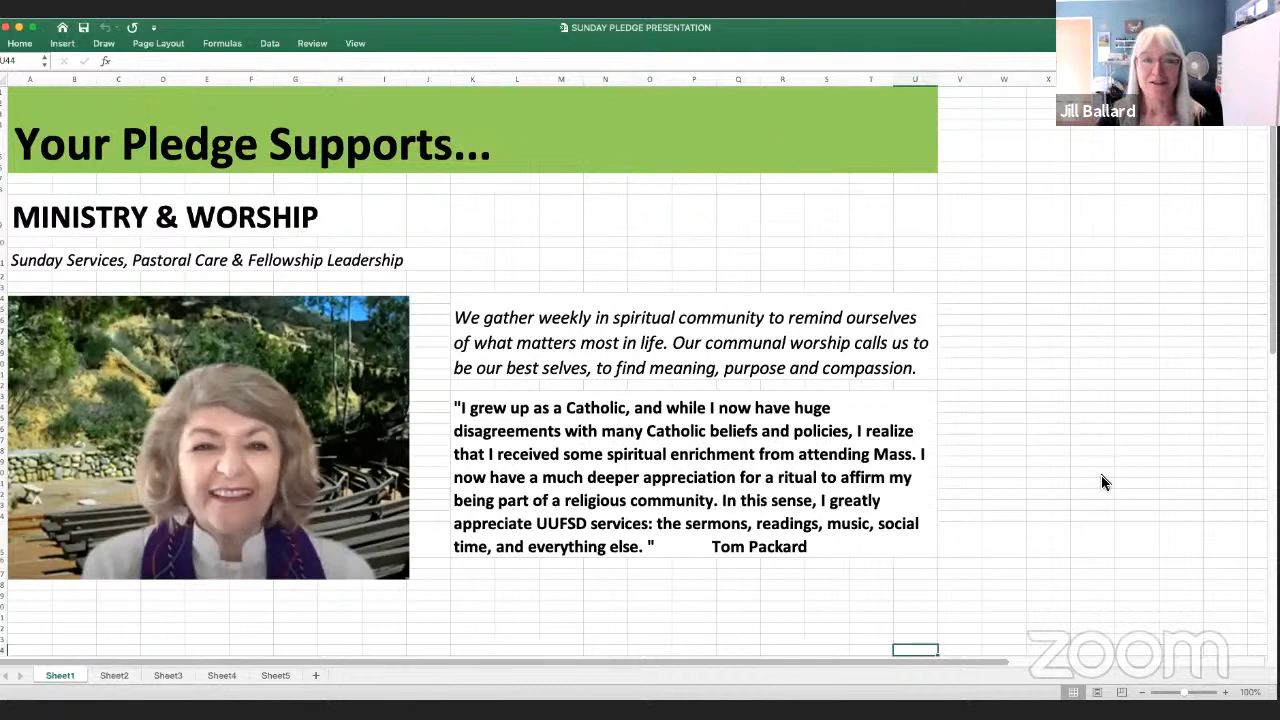 SUNDAY PLEDGE PRESENTATION
Home Insert Draw Page Layout Formulas Data Review View
U44 fx
A B C D E F G H I J K L M N O P Q R S T U V W X
Jill Ballard
Your Pledge Supports...
MINISTRY & WORSHIP
Sunday Services, Pastoral Care & Fellowship Leadership
We gather weekly in spiritual community to remind ourselves
of what matters most in life. Our communal worship calls us to
be our best selves, to find meaning, purpose and compassion.
"I grew up as a Catholic, and while I now have huge
disagreements with many Catholic beliefs and policies, I realize
that I received some spiritual enrichment from attending Mass. I
now have a much deeper appreciation for a ritual to affirm my
being part of a religious community. In this sense, I greatly
appreciate UUFSD services: the sermons, readings, music, social
time, and everything else. " Tom Packard
zoom
Sheet1 Sheet2 Sheet3 Sheet4 Sheet5 +
100%